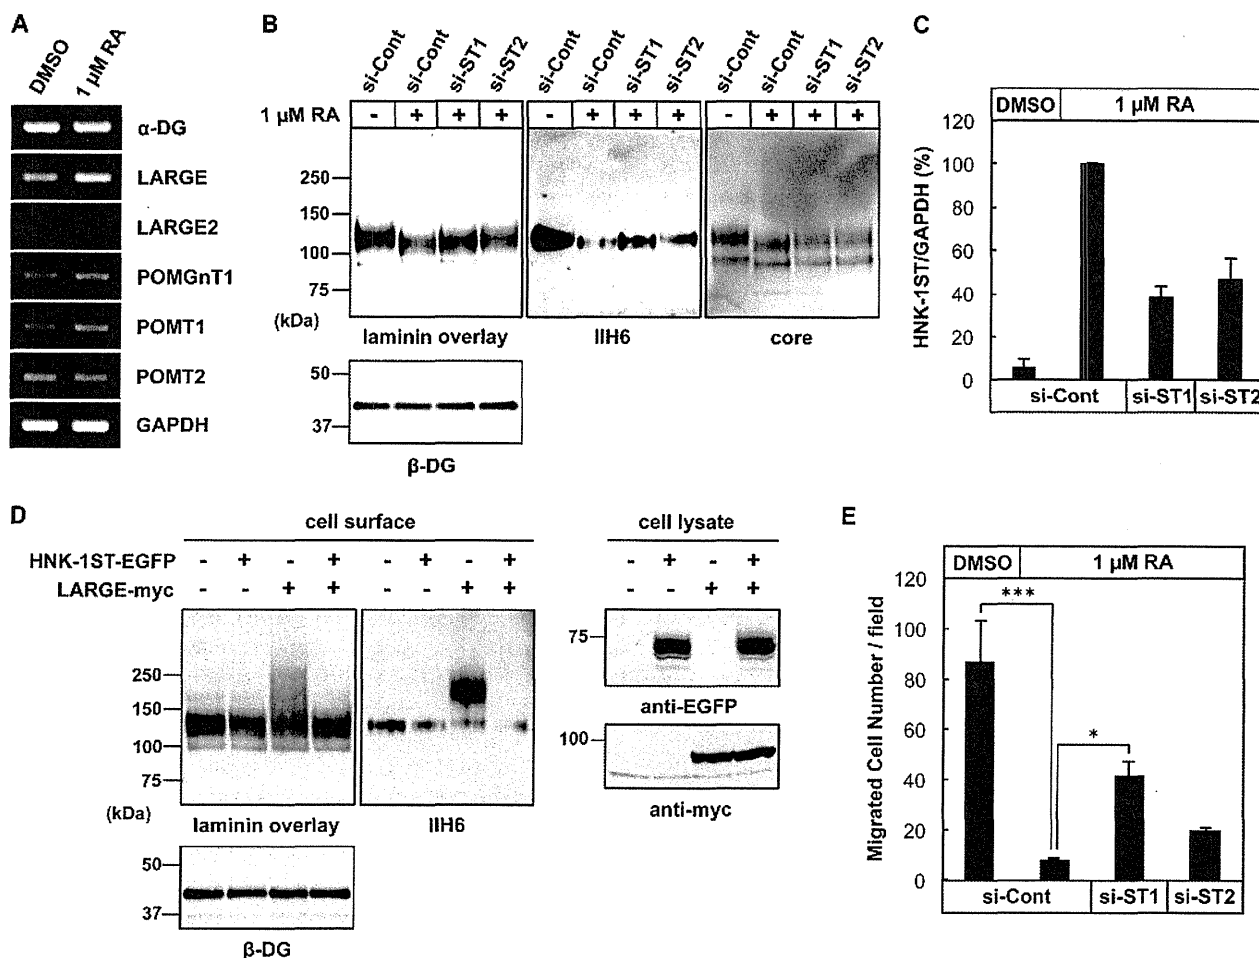 A
DMSO
1 µM RA
α-DG
LARGE
LARGE2
POMGnT1
POMT1
POMT2
GAPDH
B
si-Cont si-Cont si-ST1 si-ST2 si-Cont si-Cont si-ST1 si-ST2 si-Cont si-Cont si-ST1 si-ST2
1 µM RA - + + + - + + + - + + +
250
150
100
75
(kDa)
laminin overlay IIH6 core
50
37
β-DG
C
DMSO 1 µM RA
HNK-1ST/GAPDH (%)
120
100
80
60
40
20
0
si-Cont si-ST1 si-ST2
D
cell surface cell lysate
HNK-1ST-EGFP - + - + - + - + - + - +
LARGE-myc - - + + - - + + - - + +
250
150
100
75
(kDa)
laminin overlay IIH6
50
37
β-DG
75
anti-EGFP
100
anti-myc
E
DMSO 1 µM RA
Migrated Cell Number / field
120
100
80
60
40
20
0
***
*
si-Cont si-ST1 si-ST2